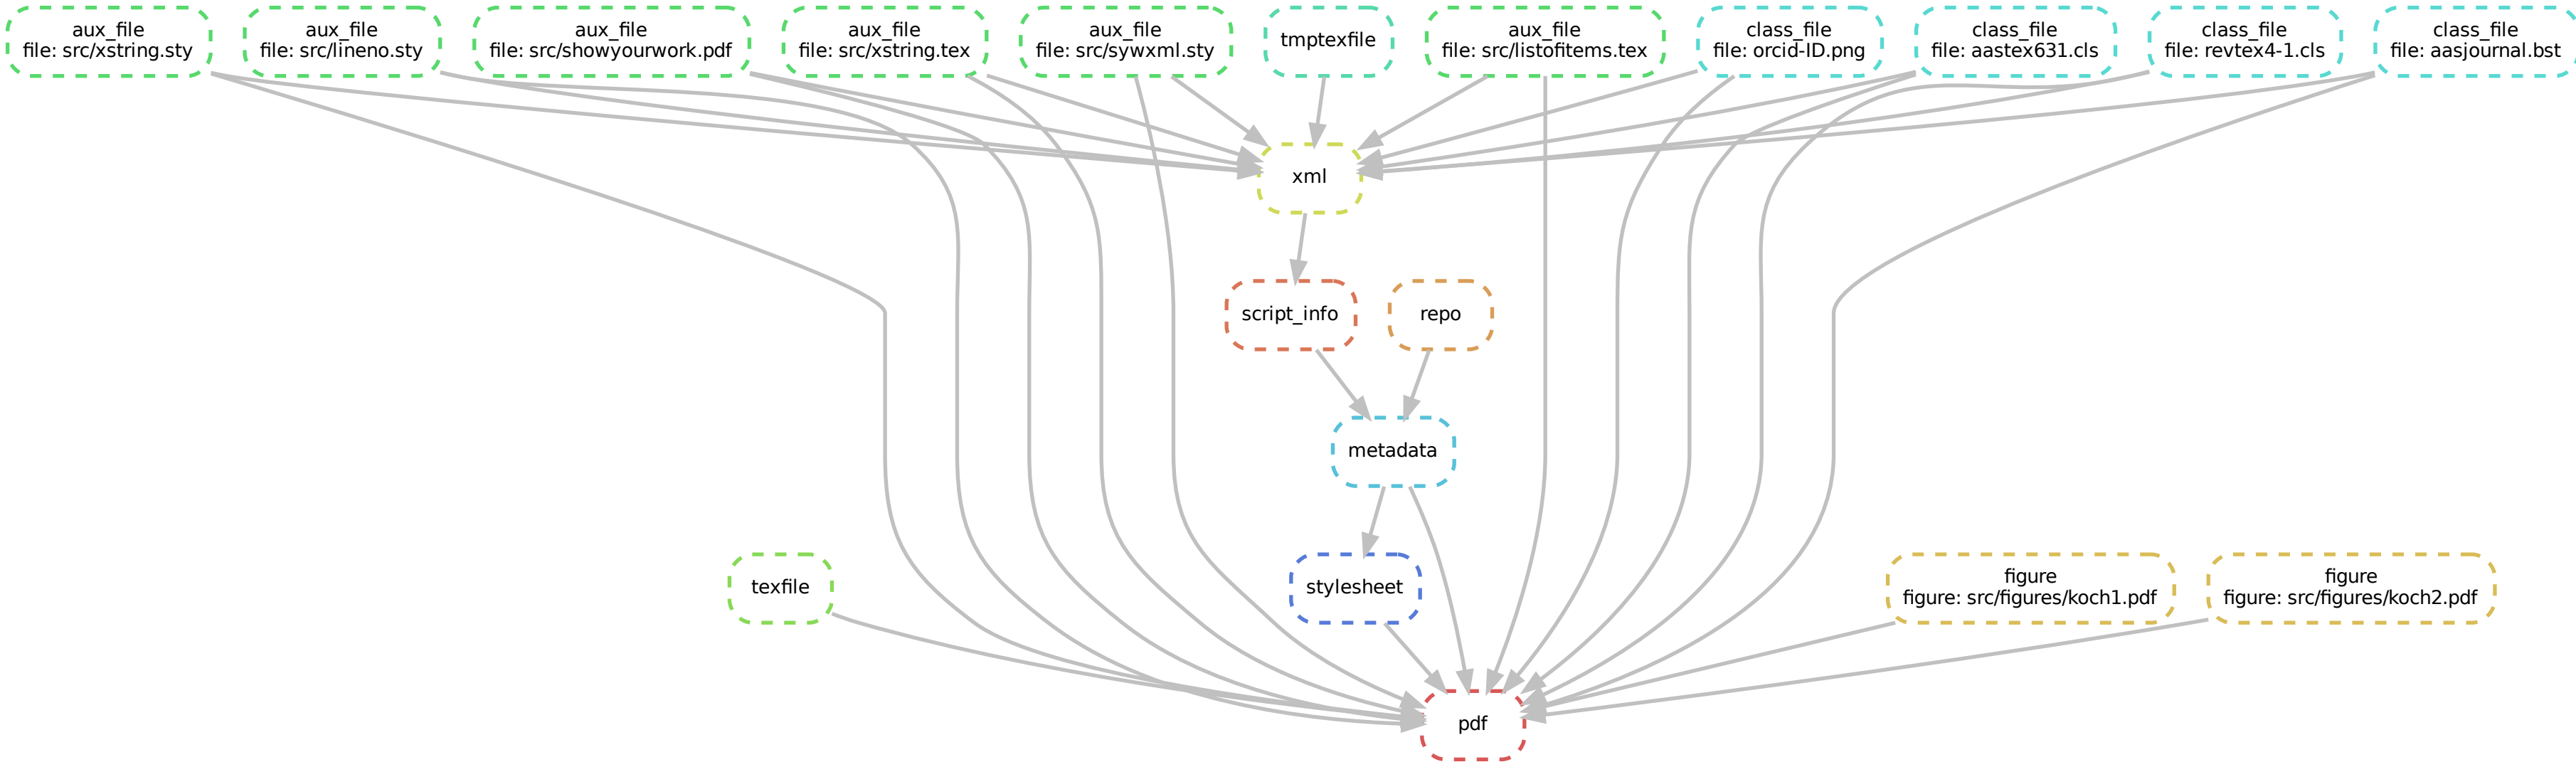 aux_file
file: src/xstring.sty
aux_file
file: src/lineno.sty
aux_file
file: src/showyourwork.pdf
aux_file
file: src/xstring.tex
aux_file
file: src/sywxml.sty
tmptexfile
aux_file
file: src/listofitems.tex
class_file
file: orcid-ID.png
class_file
file: aastex631.cls
class_file
file: revtex4-1.cls
class_file
file: aasjournal.bst
xml
script_info
repo
metadata
texfile
stylesheet
figure
figure: src/figures/koch1.pdf
figure
figure: src/figures/koch2.pdf
pdf